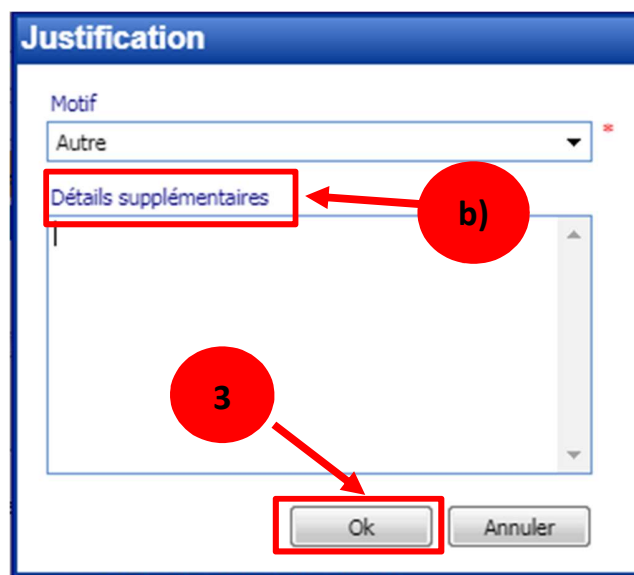 Justification
Motif
Autre
*
Détails supplémentaires
b)
3
Ok
Annuler